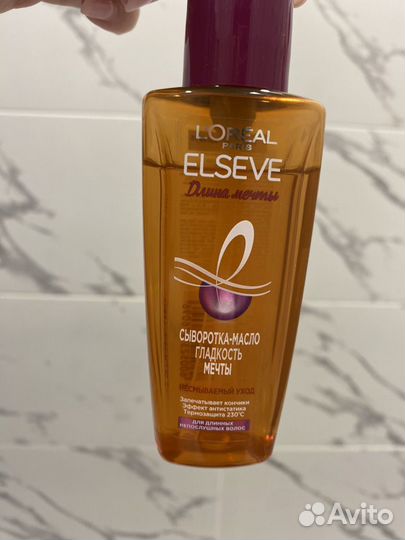 L'ORÉAL
PARIS
ELSEVE
Длина мечты
СЫВОРОТКА-МАСЛО
ГЛАДКОСТЬ
МЕЧТЫ
НЕСМЫВАЕМЫЙ УХОД
Запечатывает кончики
Эффект антистатика
Термозащита 230°C
ДЛЯ ДЛИННЫХ
НЕПОСЛУШНЫХ ВОЛОС
Avito